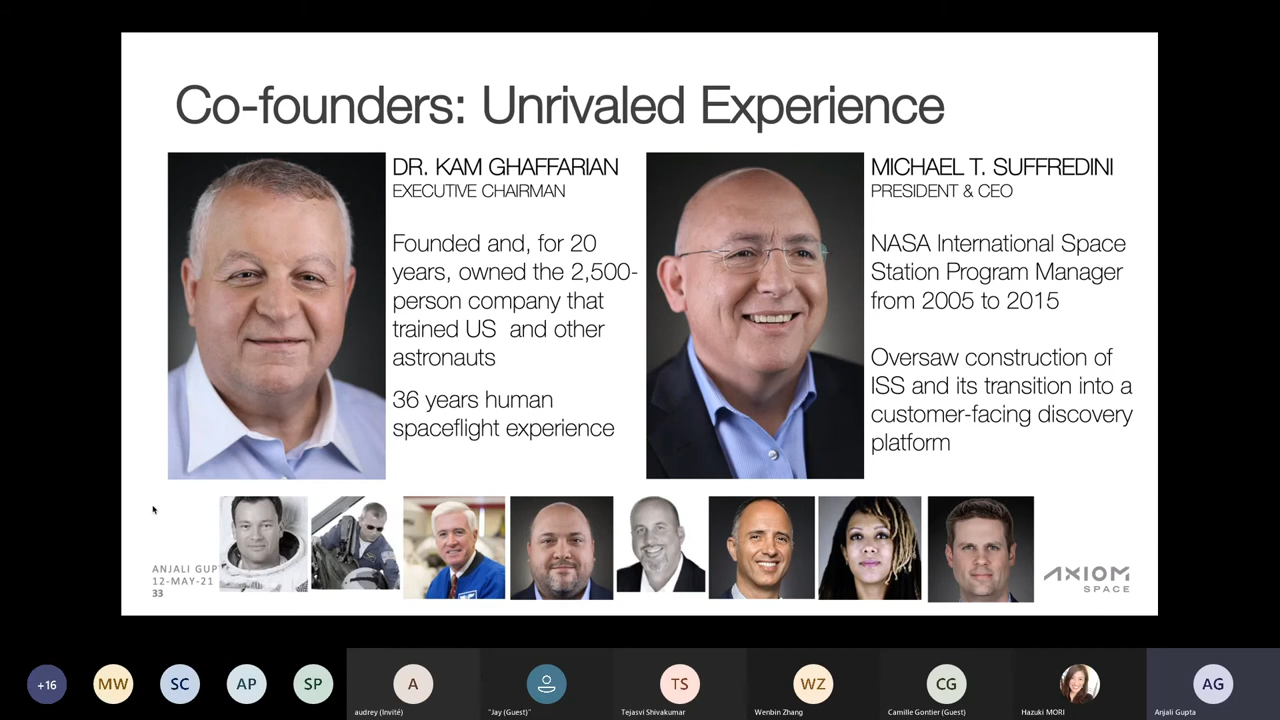 Co-founders: Unrivaled Experience
DR. KAM GHAFFARIAN
EXECUTIVE CHAIRMAN
Founded and, for 20
years, owned the 2,500-
person company that
trained US and other
astronauts
36 years human
spaceflight experience
MICHAEL T. SUFFREDINI
PRESIDENT & CEO
NASA International Space
Station Program Manager
from 2005 to 2015
Oversaw construction of
ISS and its transition into a
customer-facing discovery
platform
ANJALI GUP
12-MAY-21
33
AXIOM
SPACE
+16
MW
SC
AP
SP
A
TS
WZ
CG
AG
audrey (Invité)
"Jay (Guest)"
Tejasvi Shivakumar
Wenbin Zhang
Camille Gontier (Guest)
Hazuki MORI
Anjali Gupta